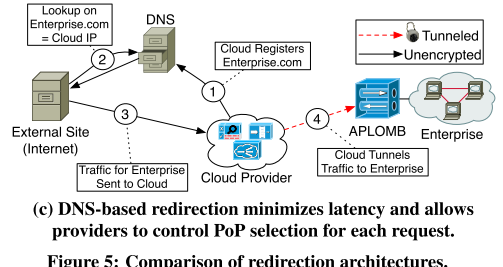 Lookup on
Enterprise.com
= Cloud IP
DNS
Tunneled
Unencrypted
Cloud Registers
Enterprise.com
2
1
3
4
External Site
(Internet)
APLOMB
Enterprise
Traffic for Enterprise
Sent to Cloud
Cloud Provider
Cloud Tunnels
Traffic to Enterprise
(c) DNS-based redirection minimizes latency and allows
providers to control PoP selection for each request.
Figure 5: Comparison of redirection architectures.